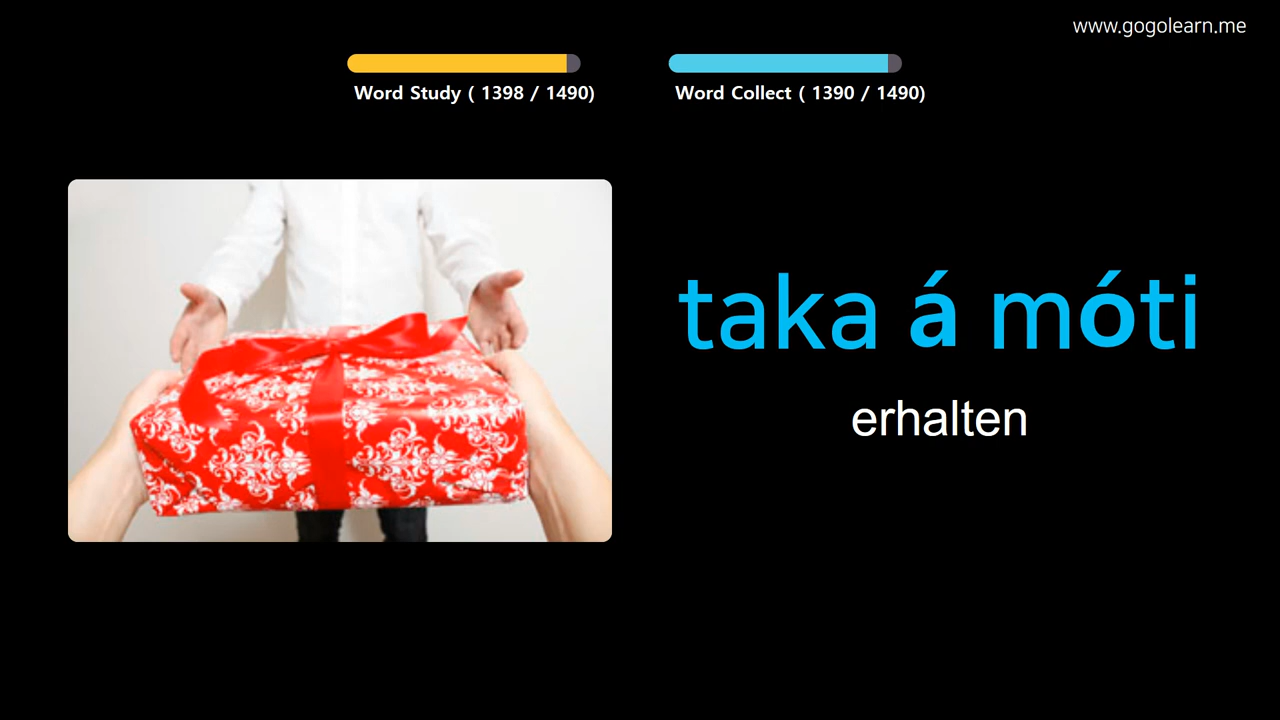 www.gogolearn.me
Word Study ( 1398 / 1490)
Word Collect ( 1390 / 1490)
taka á móti
erhalten